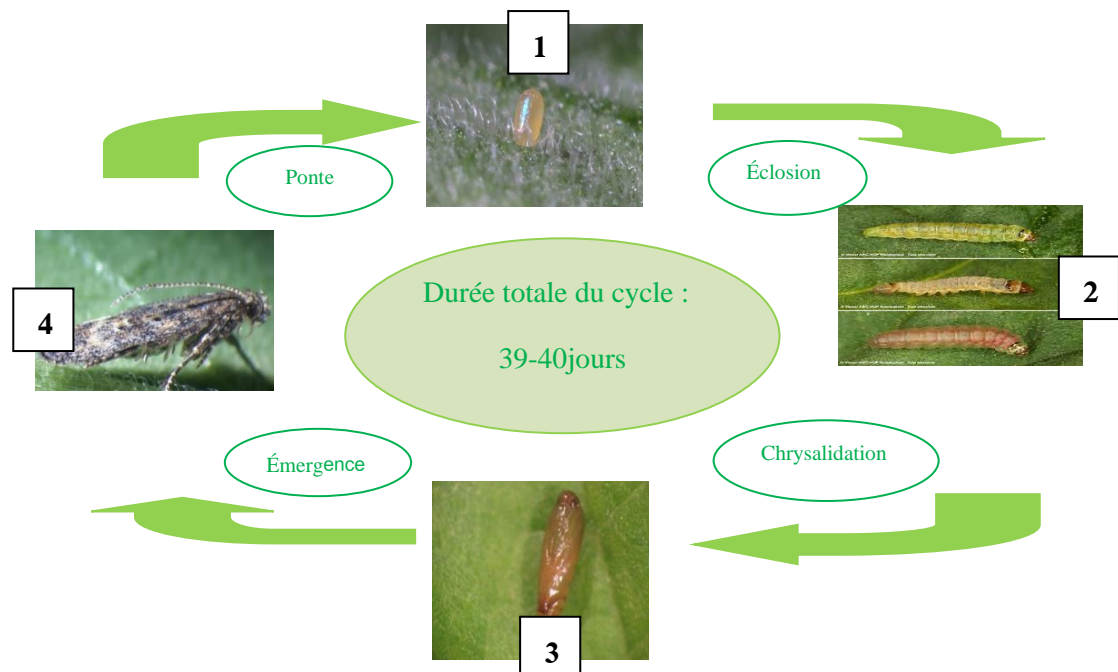 1
Ponte
Éclosion
2
4
Durée totale du cycle :
39-40jours
Émergence
Chrysalidation
3